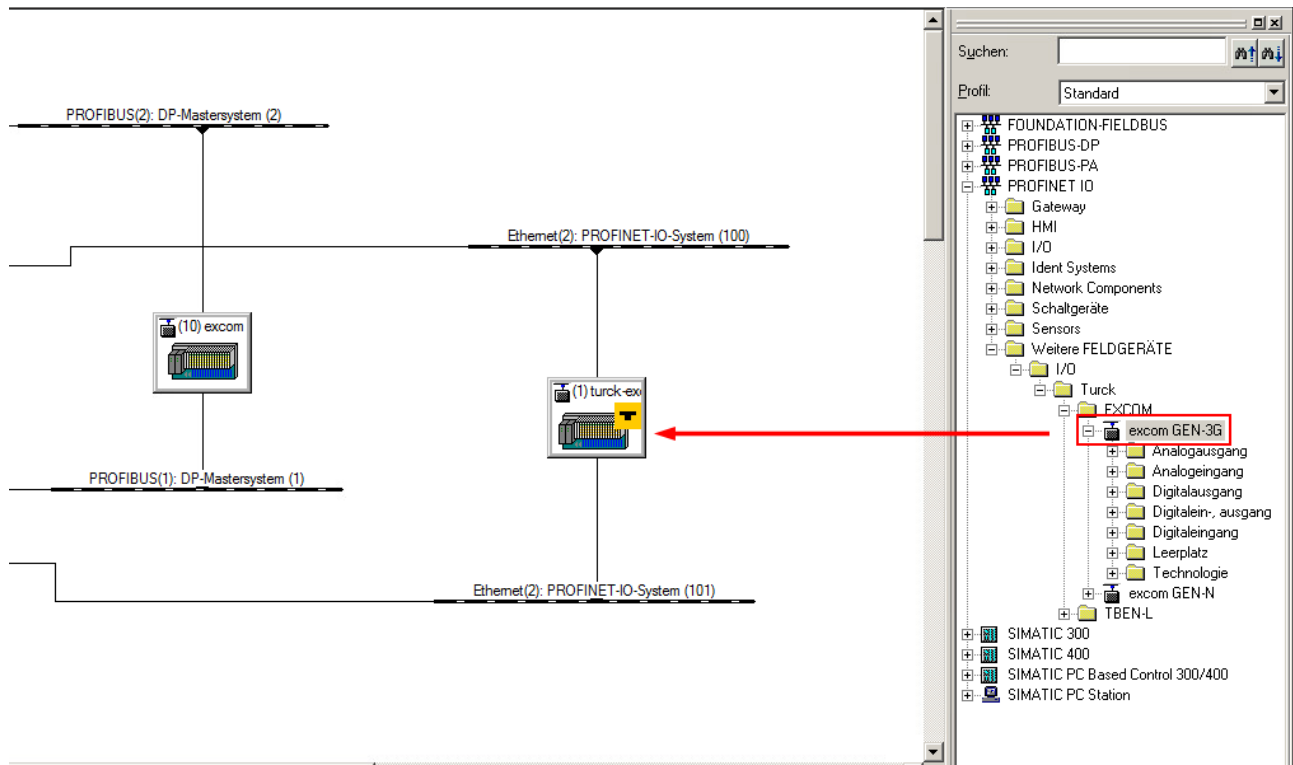 PROFIBUS(2): DP-Mastersystem (2)
Ethernet(2): PROFINET-IO-System (100)
(10) excom
(1) turck-ex
PROFIBUS(1): DP-Mastersystem (1)
Ethernet(2): PROFINET-IO-System (101)
Suchen:
Profil:
Standard
FOUNDATION-FIELDBUS
PROFIBUS-DP
PROFIBUS-PA
PROFINET IO
Gateway
HMI
I/O
Ident Systems
Network Components
Schaltgeräte
Sensors
Weitere FELDGERÄTE
I/O
Turck
EXCOM
excom GEN-3G
Analogausgang
Analogeingang
Digitalausgang
Digitalein-, ausgang
Digitaleingang
Leerplatz
Technologie
excom GEN-N
TBEN-L
SIMATIC 300
SIMATIC 400
SIMATIC PC Based Control 300/400
SIMATIC PC Station